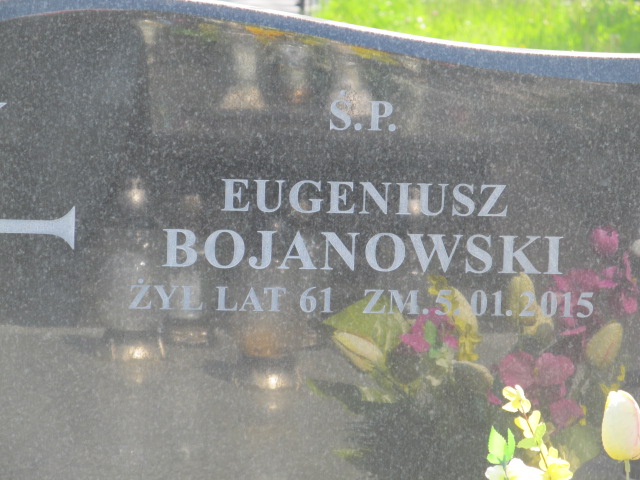 Ś.P.
EUGENIUSZ
BOJANOWSKI
ŻYŁ LAT 61 ZM.5.01.2015